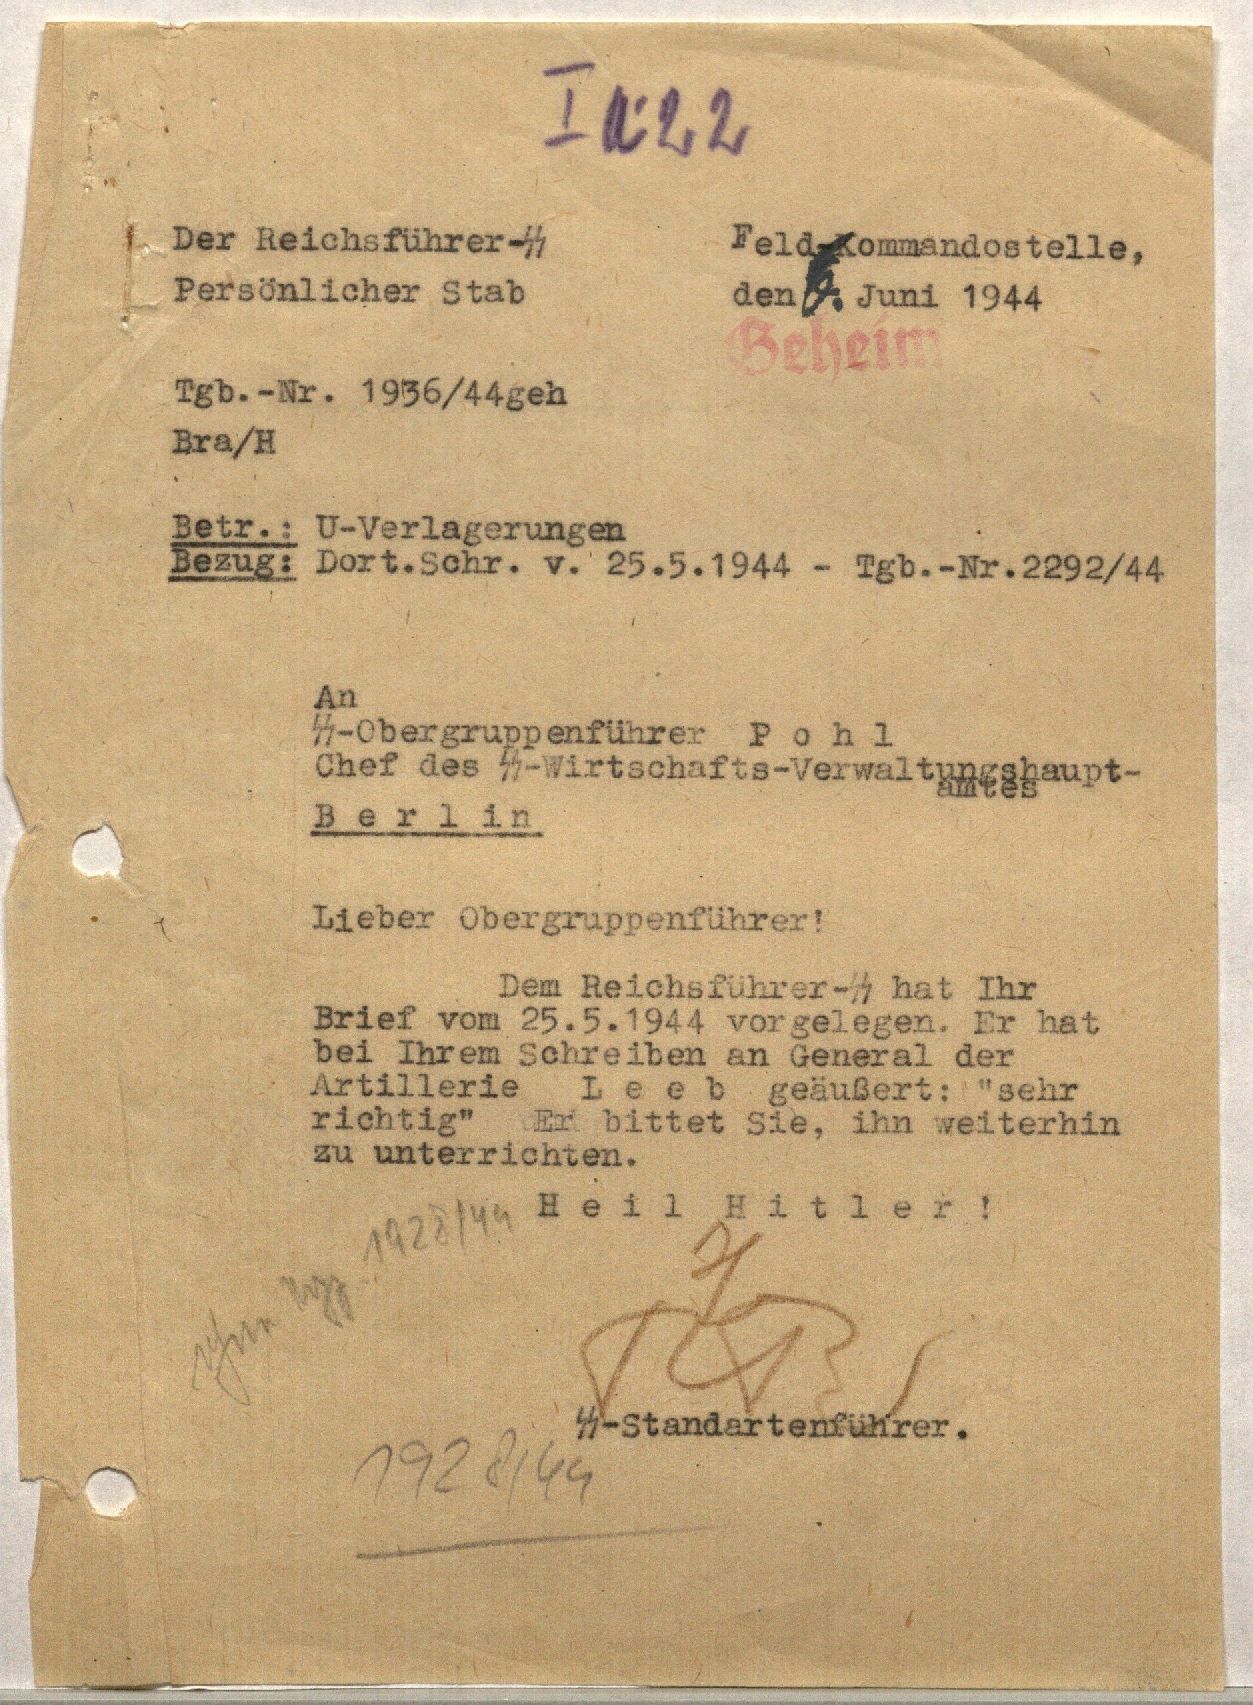 I a 22
Der Reichsführer-SS
Feld-Kommandostelle,
Persönlicher Stab
den 6. Juni 1944
Geheim
Tgb.-Nr. 1936/44geh
Bra/H
Betr.: U-Verlagerungen
Bezug: Dort.Schr. v. 25.5.1944 - Tgb.-Nr.2292/44
An
SS-Obergruppenführer P o h l
Chef des SS-Wirtschafts-Verwaltungshaupt-
amtes
B e r l i n
Lieber Obergruppenführer!
Dem Reichsführer-SS hat Ihr
Brief vom 25.5.1944 vorgelegen. Er hat
bei Ihrem Schreiben an General der
Artillerie L e e b geäußert: "sehr
richtig" Er bittet Sie, ihn weiterhin
zu unterrichten.
H e i l H i t l e r !
1928/44
SS-Standartenführer.
1928/44